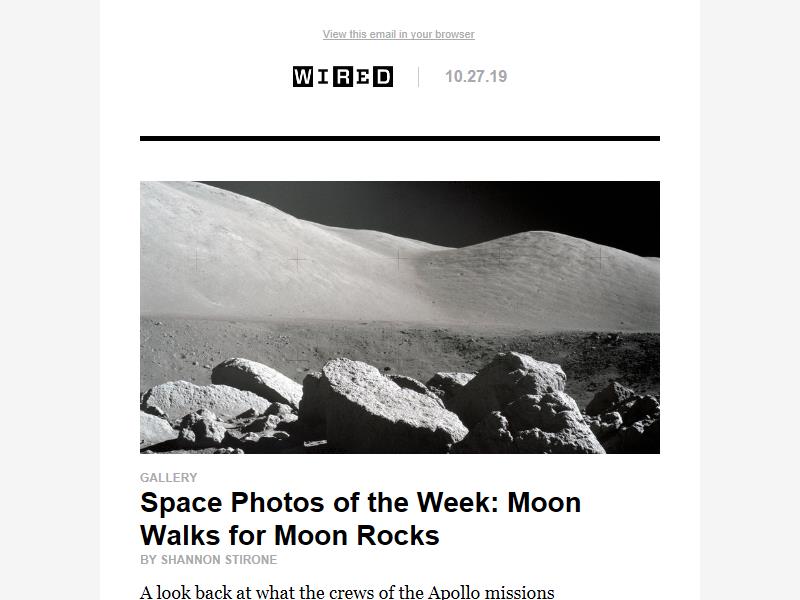 View this email in your browser
WIRED
10.27.19
GALLERY
Space Photos of the Week: Moon
Walks for Moon Rocks
BY SHANNON STIRONE
A look back at what the crews of the Apollo missions